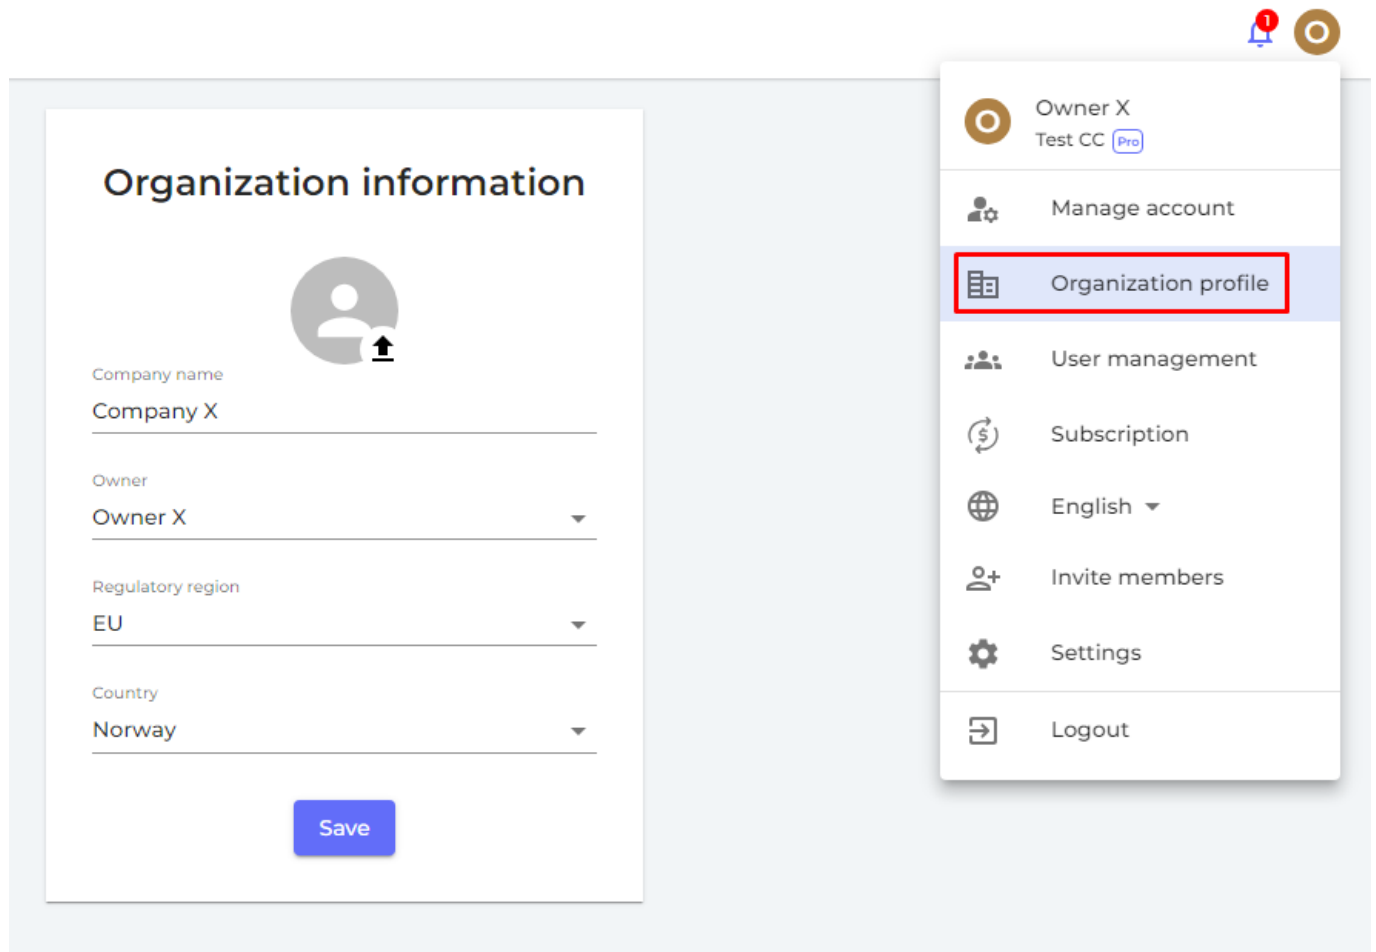 1
O
Organization information
Company name
Company X
Owner
Owner X
Regulatory region
EU
Country
Norway
Save
O
Owner X
Test CC Pro
Manage account
Organization profile
User management
Subscription
English
Invite members
Settings
Logout